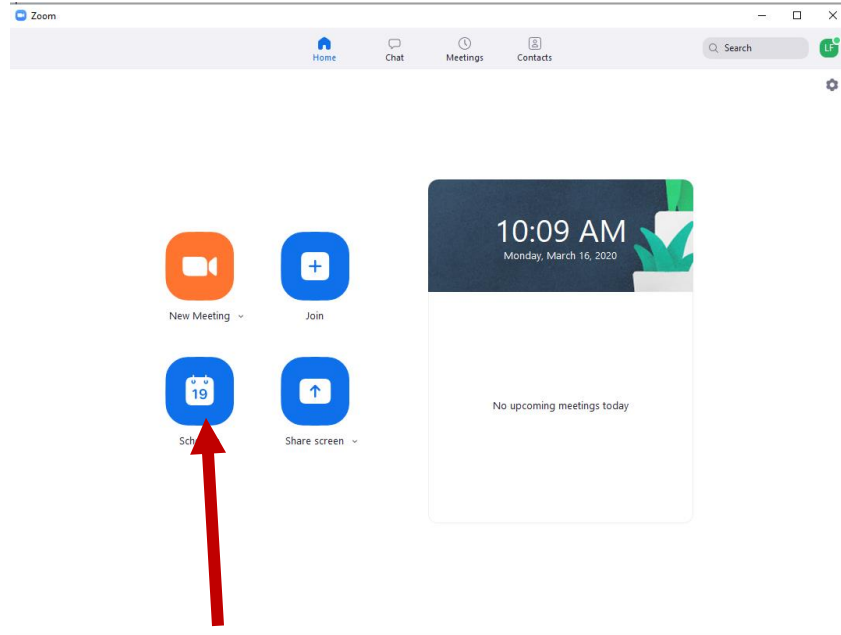 Zoom
Home
Chat
Meetings
Contacts
Search
LF
10:09 AM
Monday, March 16, 2020
New Meeting
Join
19
No upcoming meetings today
Share screen